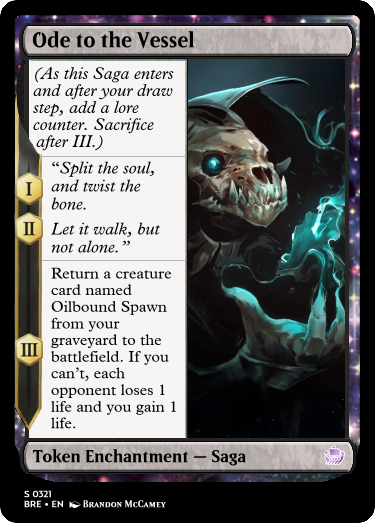 Ode to the Vessel
(As this Saga enters
and after your draw
step, add a lore
counter. Sacrifice
after III.)
I
“Split the soul,
and twist the
bone.
II
Let it walk, but
not alone.”
III
Return a creature
card named
Oilbound Spawn
from your
graveyard to the
battlefield. If you
can't, each
opponent loses 1
life and you gain 1
life.
Token Enchantment — Saga
S 0321
BRE • EN Brandon McCamey